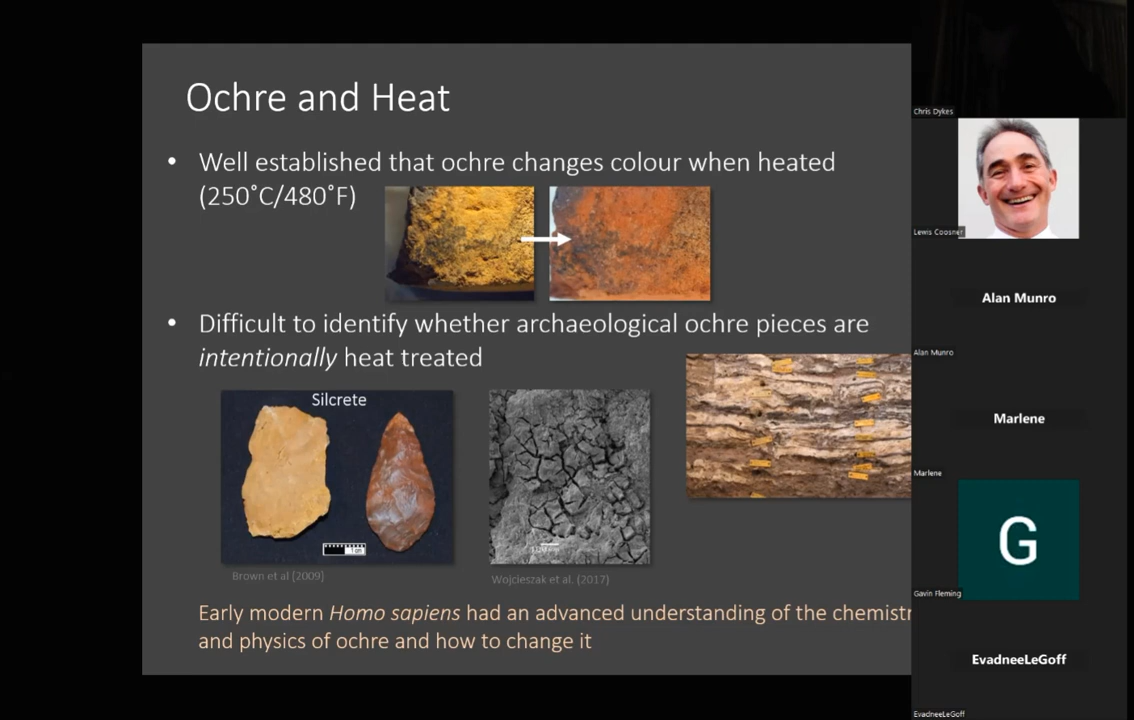 Ochre and Heat
• Well established that ochre changes colour when heated
(250˚C/480˚F)
• Difficult to identify whether archaeological ochre pieces are
intentionally heat treated
Silcrete
1 cm
Brown et al (2009)
Wojcieszak et al. (2017)
Early modern Homo sapiens had an advanced understanding of the chemistr
and physics of ochre and how to change it
Chris Dykes
Lewis Coosner
Alan Munro
Alan Munro
Marlene
Marlene
G
Gavin Fleming
EvadneeLeGoff
EvadneeLeGoff